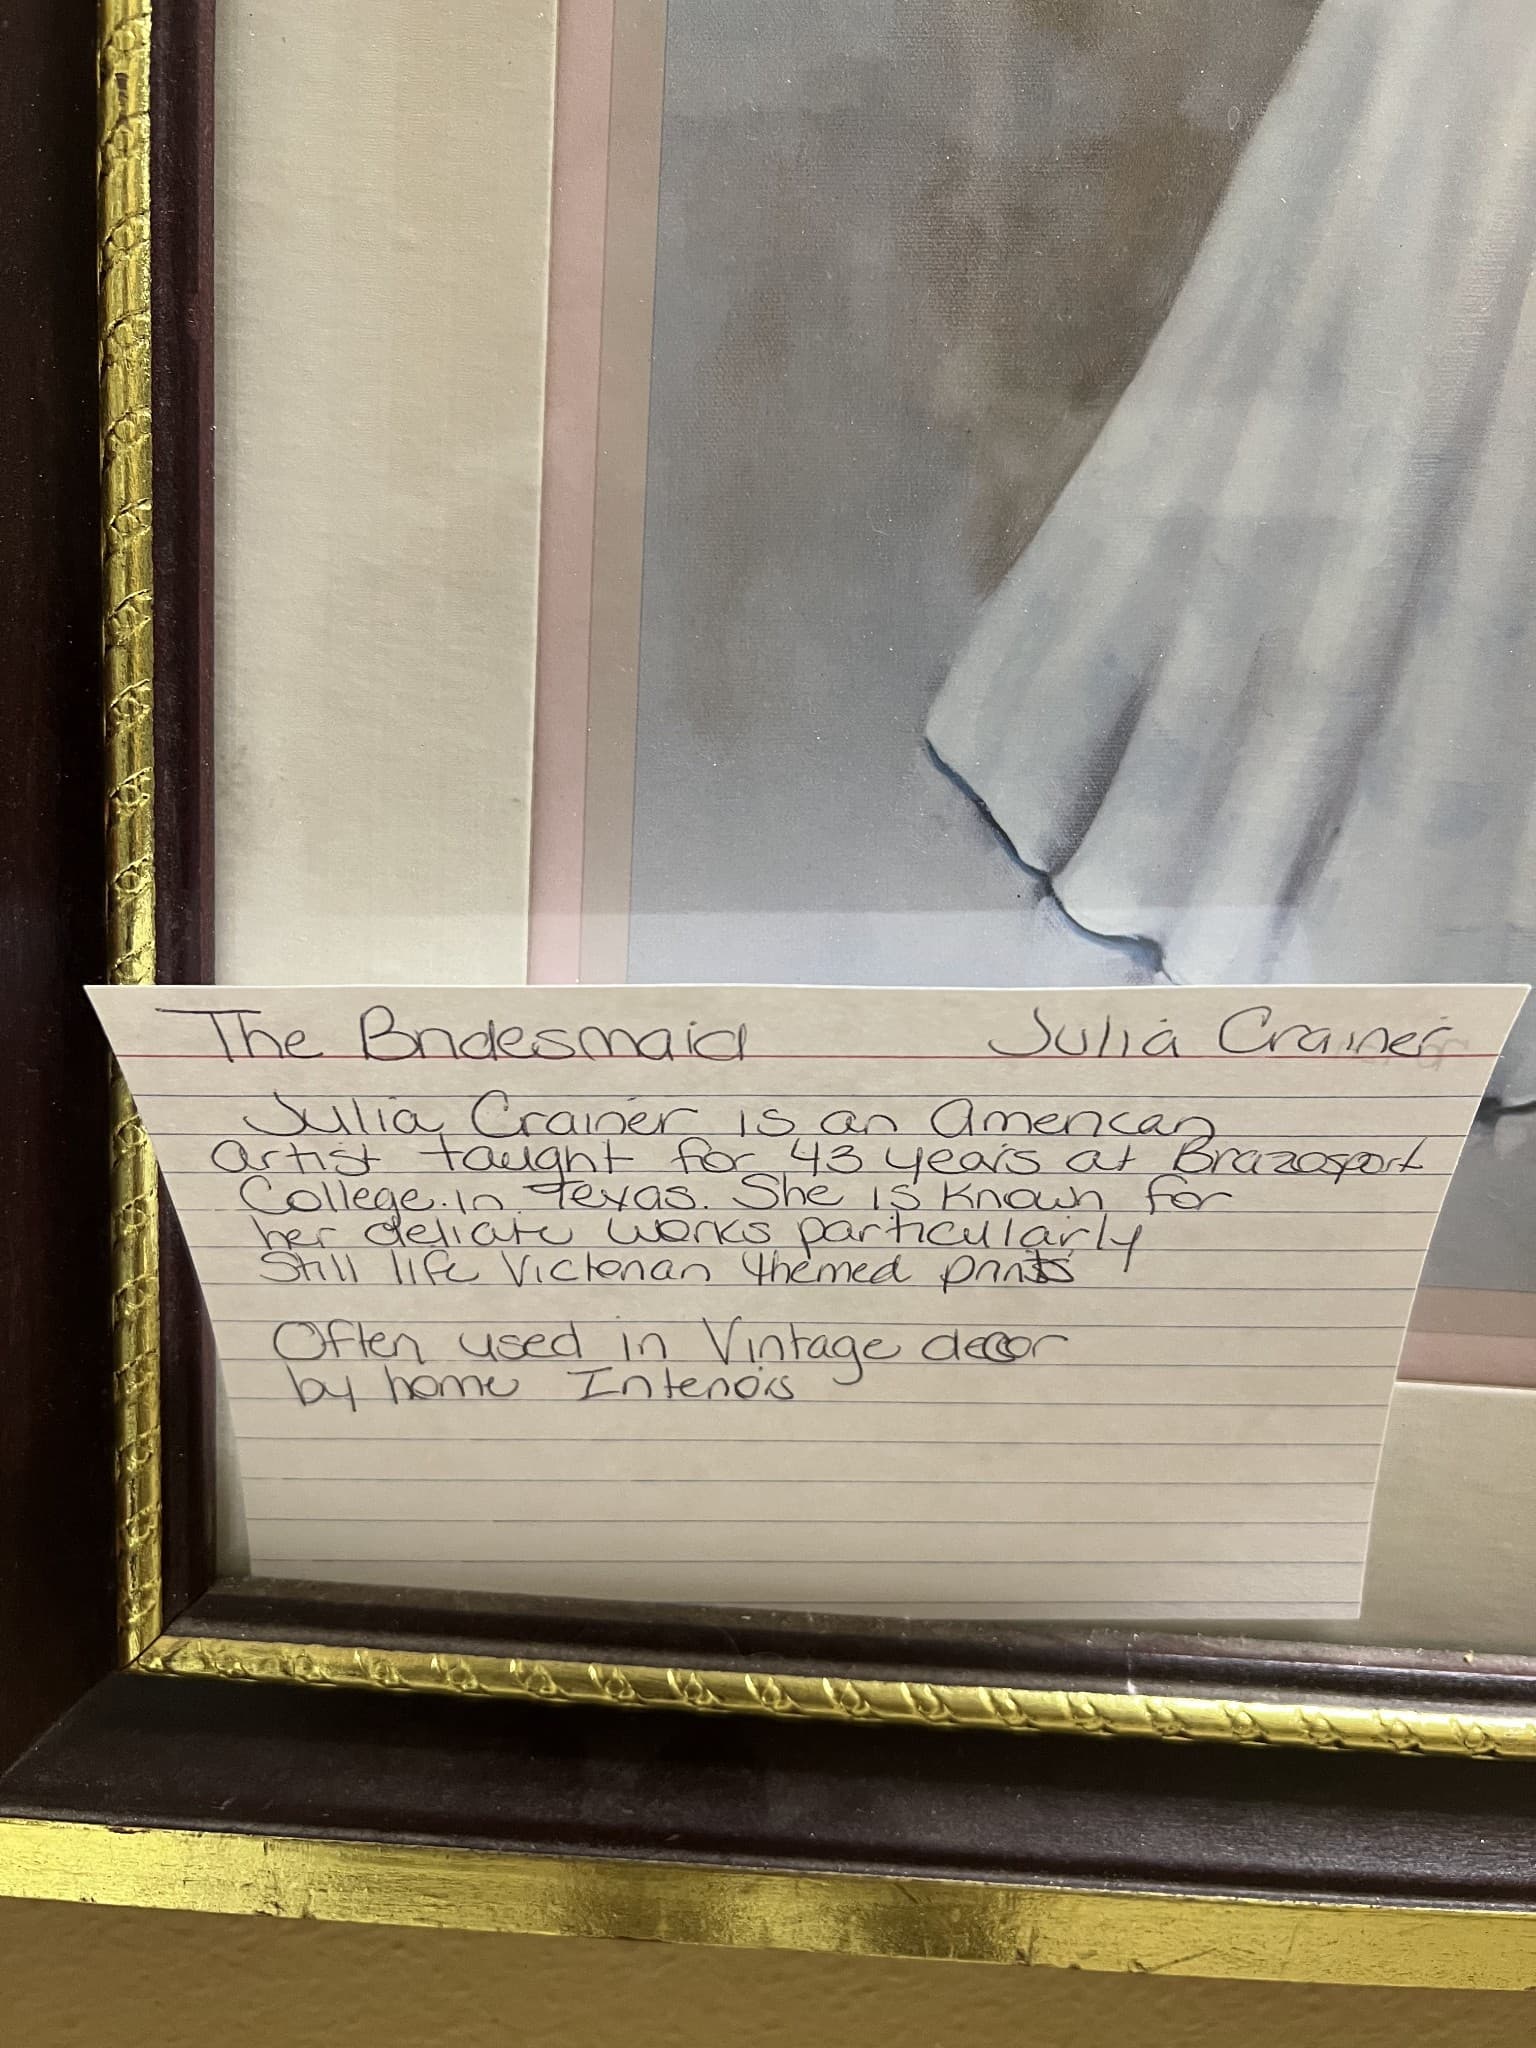 The Bridesmaid Julia Crainer
Julia Crainer is an American
artist taught for 43 years at Brazosport
College in Texas. She is known for
her deliate works particularly
Still life Victorian themed prints
Often used in Vintage decor
by home Interiors